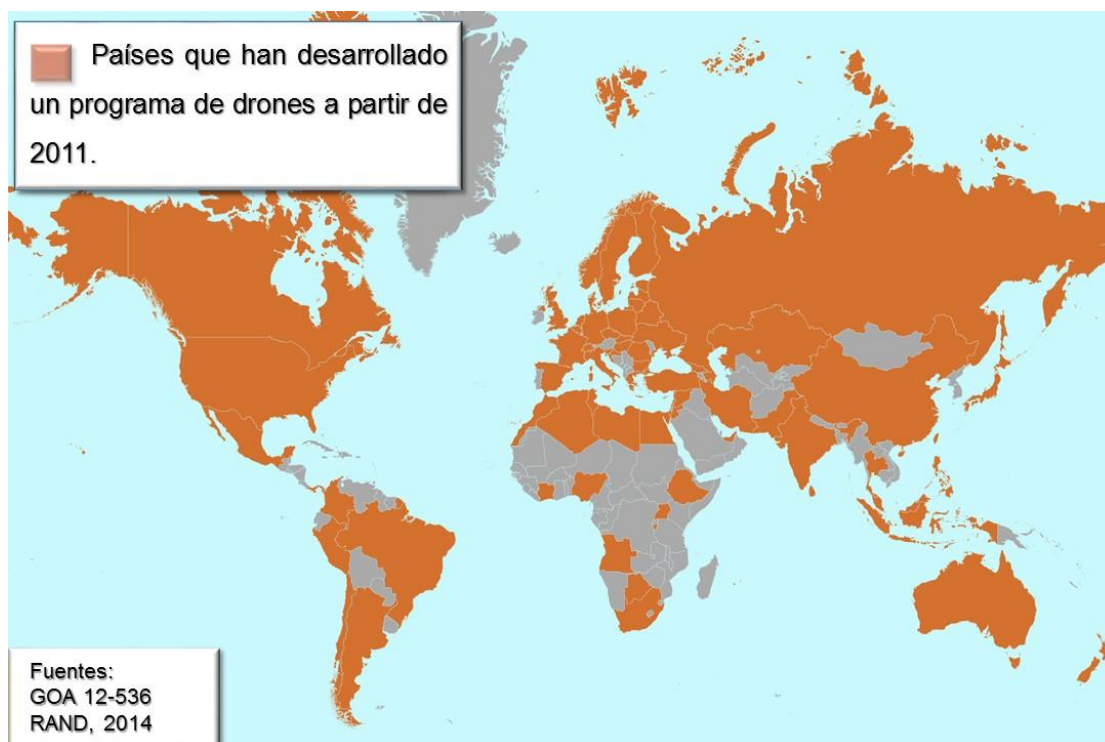 Países que han desarrollado
un programa de drones a partir de
2011.
Fuentes:
GOA 12-536
RAND, 2014